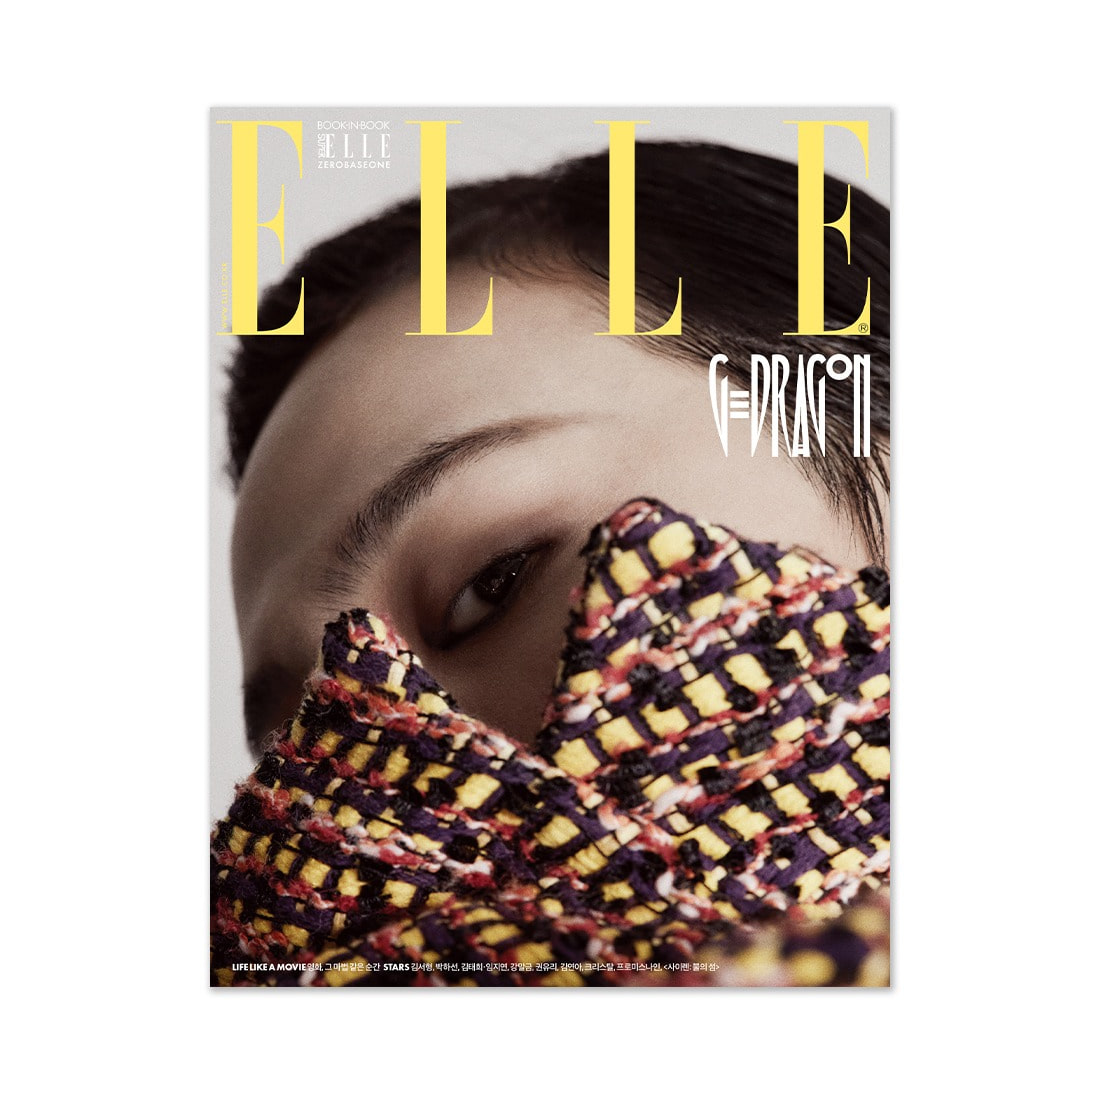 ELLE
BOOK-IN-BOOK
SUPER ELLE
ZEROBASEONE
®
G-DRAGON
LIFE LIKE A MOVIE 영화, 그 마법 같은 순간 STARS 김서형, 박하선, 김태희·임지연, 강말금, 권유리, 김연아, 크리스탈, 프로미스나인, <사이렌: 불의 섬>